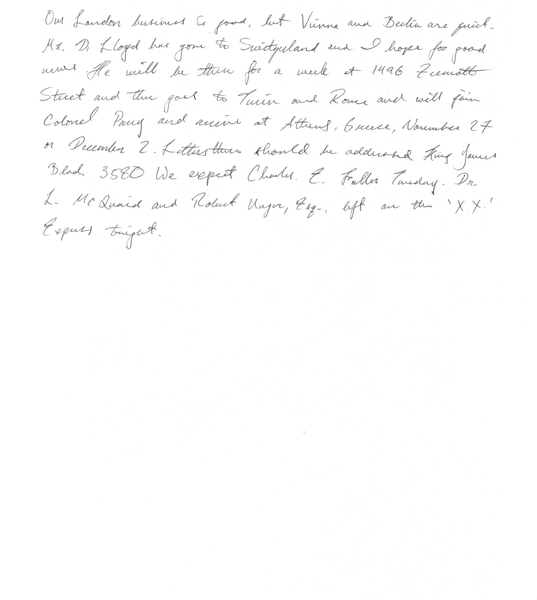 Our London business is good, but Vienna and Berlin are quiet.
Mr. D. Lloyd has gone to Switzerland and I hope for good
news. He will be there for a week at 1496 Zermott
Street and then goes to Turin and Rome and will join
Colonel Parry and arrive at Athens, Greece, November 27
or December 2. Letters there should be addressed King James
Blvd. 3580. We expect Charles E. Fuller Tuesday. Dr.
L. McQuaid and Robert Unger, Esq., left on the 'X X.'
Express tonight.